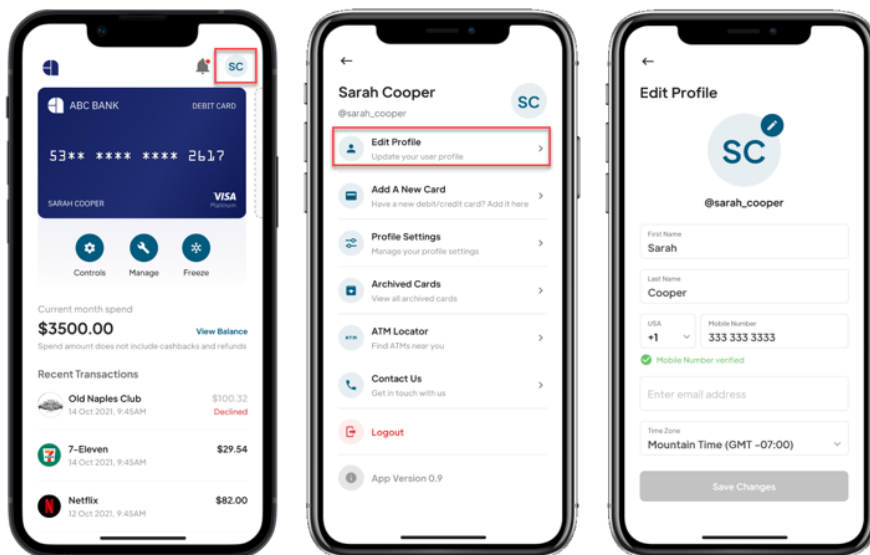 SC
ABC BANK
DEBIT CARD
53** **** **** 2617
SARAH COOPER
VISA
Platinum
Controls
Manage
Freeze
Current month spend
$3500.00
View Balance
Spend amount does not include cashbacks and refunds
Recent Transactions
Old Naples Club
$100.32
14 Oct 2021, 9:45AM
Declined
7-Eleven
$29.54
14 Oct 2021, 9:45AM
Netflix
$82.00
12 Oct 2021, 9:45AM
Sarah Cooper
@sarah_cooper
SC
Edit Profile
Update your user profile
Add A New Card
Have a new debit/credit card? Add it here
Profile Settings
Manage your profile settings
Archived Cards
View all archived cards
ATM
ATM Locator
Find ATMs near you
Contact Us
Get in touch with us
Logout
App Version 0.9
Edit Profile
SC
@sarah_cooper
First Name
Sarah
Last Name
Cooper
USA
+1
Mobile Number
333 333 3333
Mobile Number verified
Enter email address
Time Zone
Mountain Time (GMT -07:00)
Save Changes